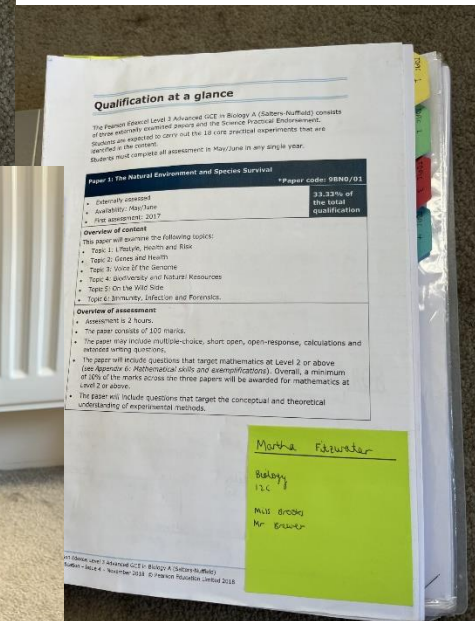 Qualification at a glance
The Pearson Edexcel Level 3 Advanced GCE in Biology A (Salters-Nuffield) consists
of three externally examined papers and the Science Practical Endorsement.
Students are expected to carry out the 18 core practical experiments that are
identified in the content.
Students must complete all assessment in May/June in any single year.
Paper 1: The Natural Environment and Species Survival
*Paper code: 9BN0/01
• Externally assessed
• Availability: May/June
• First assessment: 2017
33.33% of
the total
qualification
Overview of content
This paper will examine the following topics:
• Topic 1: Lifestyle, Health and Risk
• Topic 2: Genes and Health
• Topic 3: Voice of the Genome
• Topic 4: Biodiversity and Natural Resources
• Topic 5: On the Wild Side
• Topic 6: Immunity, Infection and Forensics.
Overview of assessment
• Assessment is 2 hours.
• The paper consists of 100 marks.
• The paper may include multiple-choice, short open, open-response, calculations and
extended writing questions.
• The paper will include questions that target mathematics at Level 2 or above
(see Appendix 6: Mathematical skills and exemplifications). Overall, a minimum
of 10% of the marks across the three papers will be awarded for mathematics at
Level 2 or above.
• The paper will include questions that target the conceptual and theoretical
understanding of experimental methods.
Martha Fitzwater
Biology
12C
Miss Brooks
Mr Brewer
Edexcel Level 3 Advanced GCE in Biology A (Salters-Nuffield)
– Issue 4 – November 2018 © Pearson Education Limited 2018